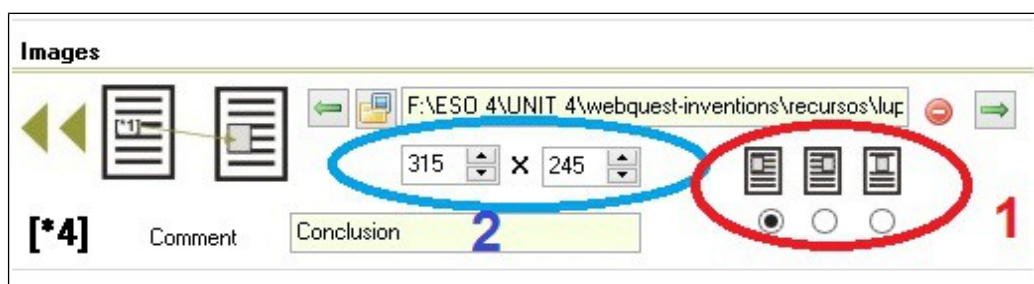 Images
[*1]
F:\ESO 4\UNIT 4\webquest-inventions\recursos\lup
315 X 245
1
[*4] Comment Conclusion 2